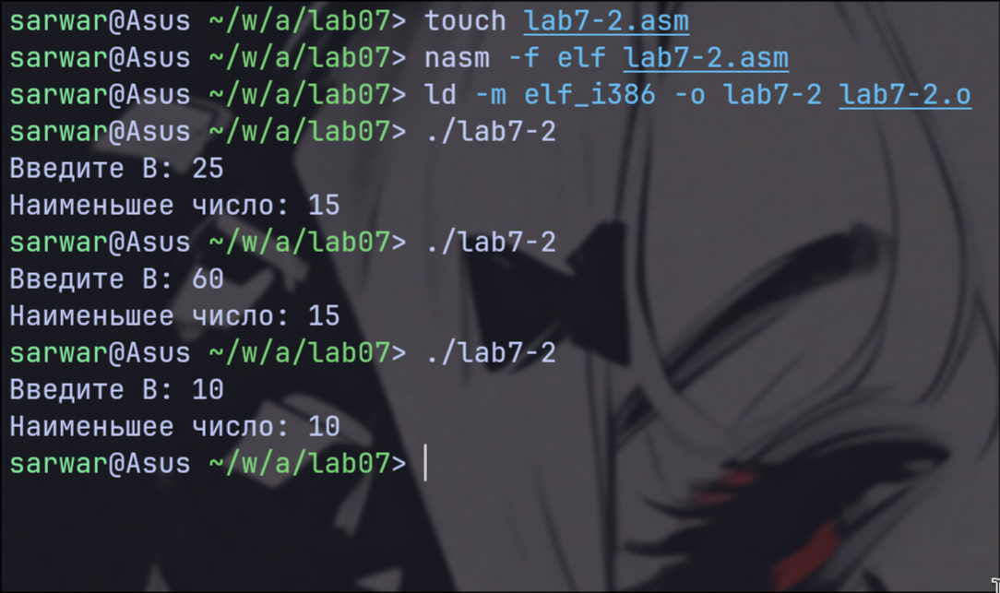 sarwar@Asus ~/w/a/lab07> touch lab7-2.asm
sarwar@Asus ~/w/a/lab07> nasm -f elf lab7-2.asm
sarwar@Asus ~/w/a/lab07> ld -m elf_i386 -o lab7-2 lab7-2.o
sarwar@Asus ~/w/a/lab07> ./lab7-2
Введите В: 25
Наименьшее число: 15
sarwar@Asus ~/w/a/lab07> ./lab7-2
Введите В: 60
Наименьшее число: 15
sarwar@Asus ~/w/a/lab07> ./lab7-2
Введите В: 10
Наименьшее число: 10
sarwar@Asus ~/w/a/lab07>